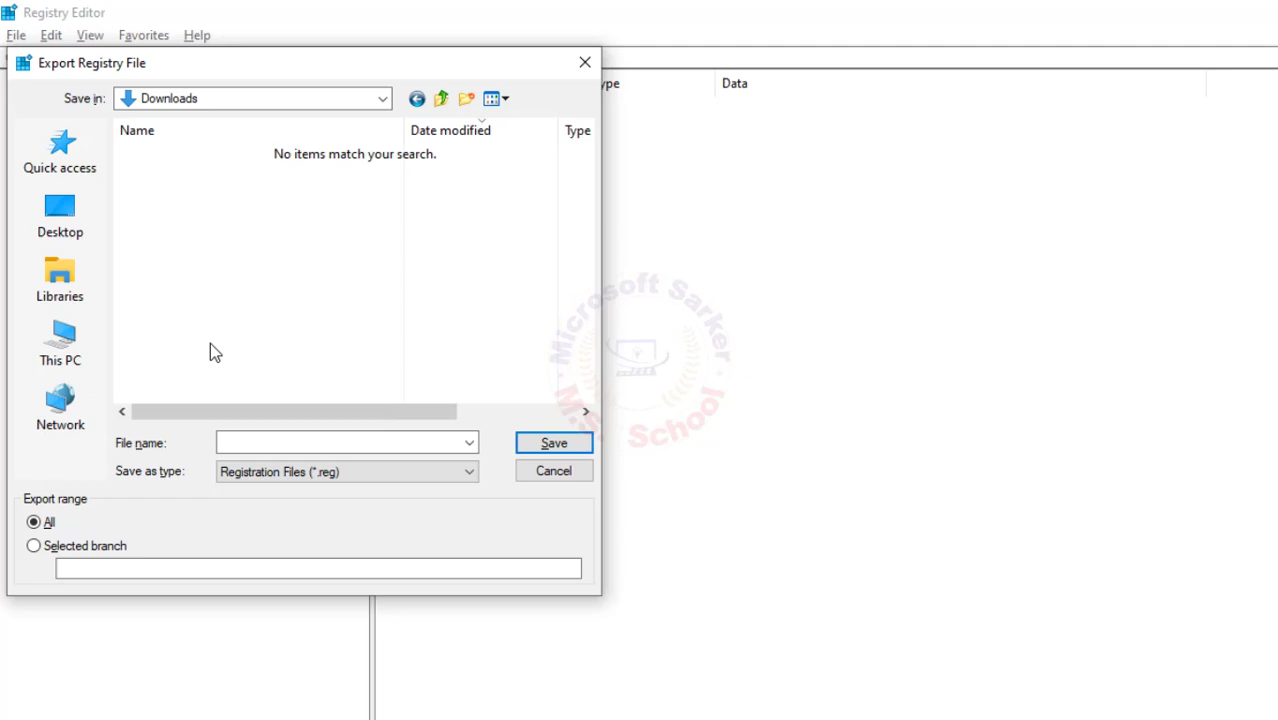 Registry Editor
File Edit View Favorites Help
Export Registry File
Save in: Downloads
ype Data
Name Date modified Type
No items match your search.
Quick access
Desktop
Libraries
This PC
Network
File name: Save
Save as type: Registration Files (*.reg) Cancel
Export range
All
Selected branch
Microsoft Sarker
School